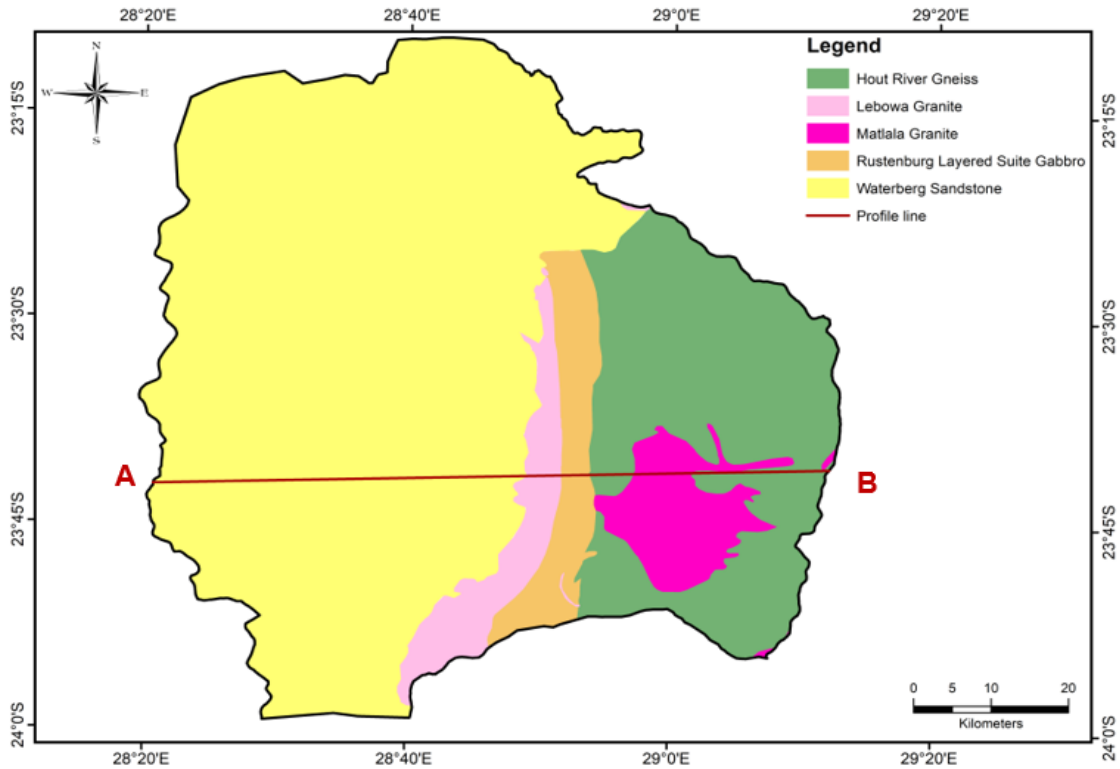 28°20'E 28°40'E 29°0'E 29°20'E
N
W E
S
Legend
Hout River Gneiss
Lebowa Granite
Matlala Granite
Rustenburg Layered Suite Gabbro
Waterberg Sandstone
Profile line
23°15'S 23°15'S
23°30'S 23°30'S
A B
23°45'S 23°45'S
0 5 10 20
Kilometers
24°0'S 24°0'S
28°20'E 28°40'E 29°0'E 29°20'E